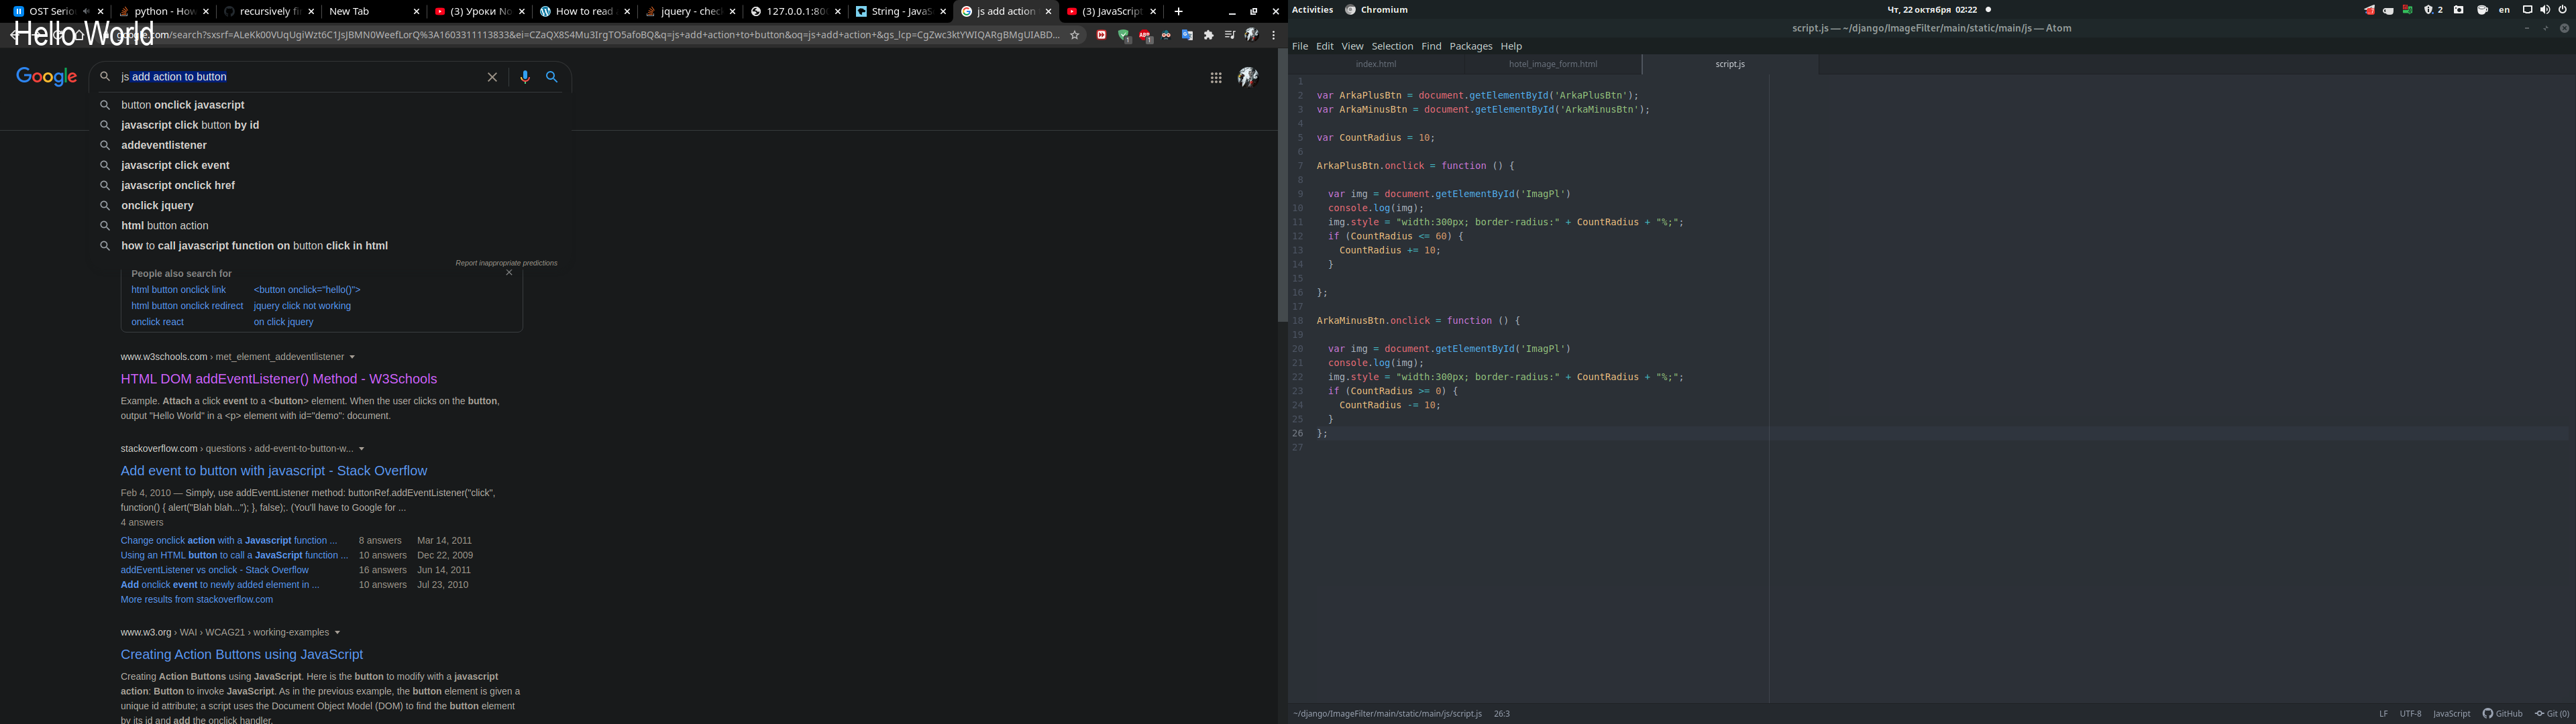 OST Serio
python - How
recursively fi
New Tab
(3) Уроки No
How to read
jquery - chec
127.0.0.1:80
String - JavaS
js add action
(3) JavaScript
Hello World
google.com/search?sxsrf=ALeKk00VUqUgiWzt6C1JsJBMN0WeefLorQ%3A1603311113833&ei=CZaQX8S4Mu3IrgTO5afoBQ&q=js+add+action+to+button&oq=js+add+action+&gs_lcp=CgZwc3ktYWIQARgBMgUIABD...
Google
js add action to button
button onclick javascript
javascript click button by id
addeventlistener
javascript click event
javascript onclick href
onclick jquery
html button action
how to call javascript function on button click in html
Report inappropriate predictions
People also search for
html button onclick link <button onclick="hello()">
html button onclick redirect jquery click not working
onclick react on click jquery
www.w3schools.com › met_element_addeventlistener
HTML DOM addEventListener() Method - W3Schools
Example. Attach a click event to a <button> element. When the user clicks on the button,
output "Hello World" in a <p> element with id="demo": document.
stackoverflow.com › questions › add-event-to-button-w...
Add event to button with javascript - Stack Overflow
Feb 4, 2010 — Simply, use addEventListener method: buttonRef.addEventListener("click",
function() { alert("Blah blah..."); }, false);. (You'll have to Google for ...
4 answers
Change onclick action with a Javascript function ... 8 answers Mar 14, 2011
Using an HTML button to call a JavaScript function ... 10 answers Dec 22, 2009
addEventListener vs onclick - Stack Overflow 16 answers Jun 14, 2011
Add onclick event to newly added element in ... 10 answers Jul 23, 2010
More results from stackoverflow.com
www.w3.org › WAI › WCAG21 › working-examples
Creating Action Buttons using JavaScript
Creating Action Buttons using JavaScript. Here is the button to modify with a javascript
action: Button to invoke JavaScript. As in the previous example, the button element is given a
unique id attribute; a script uses the Document Object Model (DOM) to find the button element
by its id and add the onclick handler.
Activities Chromium
Чт, 22 октября 02:22
2
en
script.js — ~/django/ImageFilter/main/static/main/js — Atom
File Edit View Selection Find Packages Help
index.html hotel_image_form.html script.js
1
2 var ArkaPlusBtn = document.getElementById('ArkaPlusBtn');
3 var ArkaMinusBtn = document.getElementById('ArkaMinusBtn');
4
5 var CountRadius = 10;
6
7 ArkaPlusBtn.onclick = function () {
8
9 var img = document.getElementById('ImagPl')
10 console.log(img);
11 img.style = "width:300px; border-radius:" + CountRadius + "%;";
12 if (CountRadius <= 60) {
13 CountRadius += 10;
14 }
15
16 };
17
18 ArkaMinusBtn.onclick = function () {
19
20 var img = document.getElementById('ImagPl')
21 console.log(img);
22 img.style = "width:300px; border-radius:" + CountRadius + "%;";
23 if (CountRadius >= 0) {
24 CountRadius -= 10;
25 }
26 };
27
~/django/ImageFilter/main/static/main/js/script.js 26:3
LF UTF-8 JavaScript GitHub Git (0)